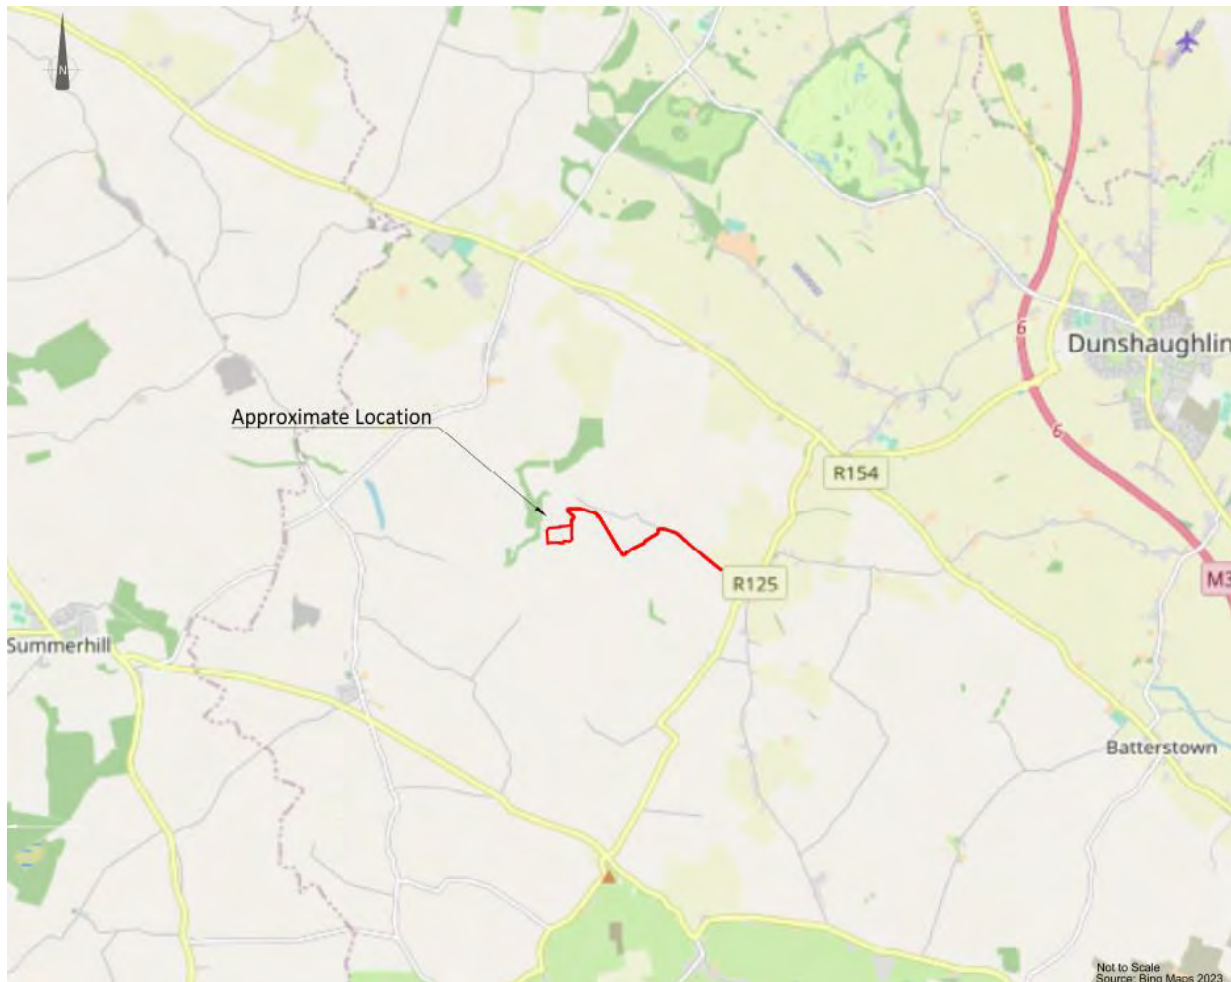 N
6
Dunshaughlin
Approximate Location
6
R154
R125
M3
Summerhill
Batterstown
Not to Scale
Source: Bing Maps 2023